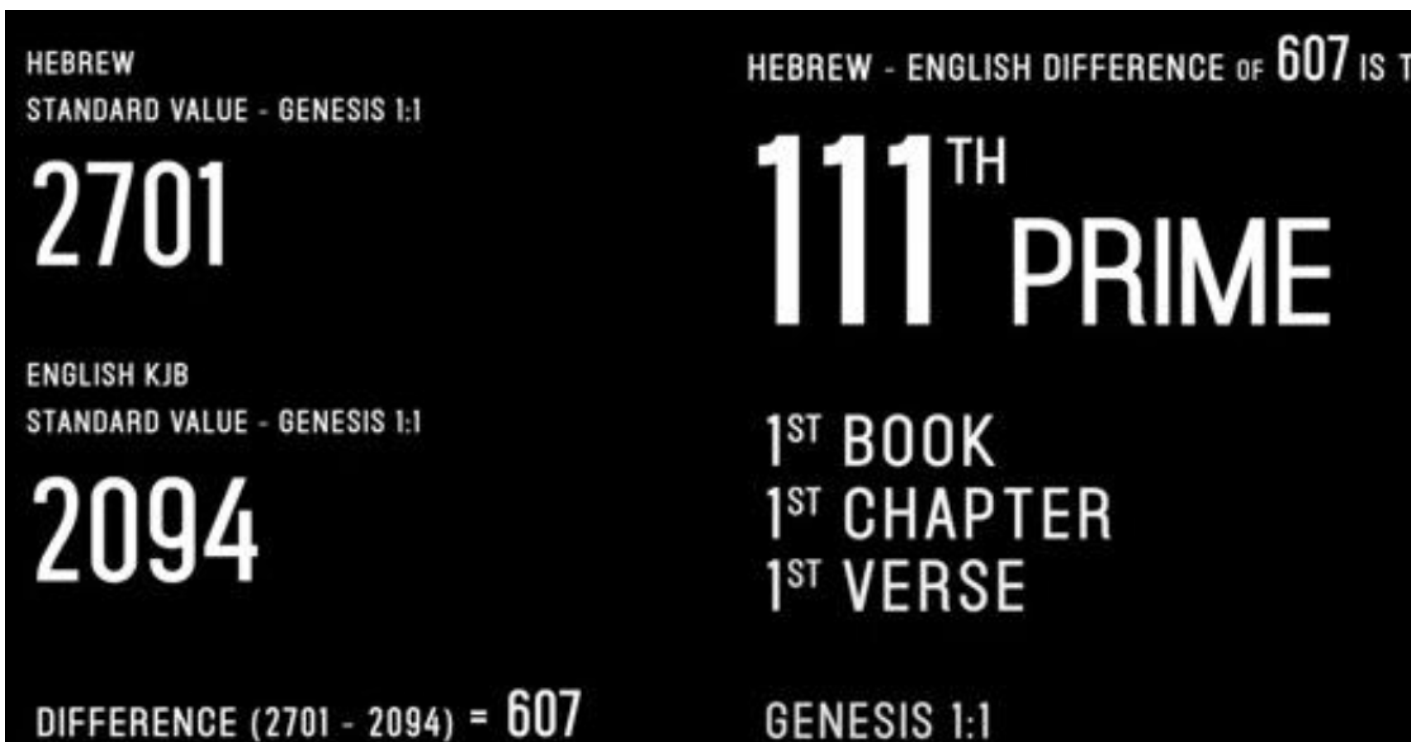 HEBREW
STANDARD VALUE - GENESIS 1:1
2701
ENGLISH KJB
STANDARD VALUE - GENESIS 1:1
2094
DIFFERENCE (2701 - 2094) = 607
HEBREW - ENGLISH DIFFERENCE OF 607 IS
111TH PRIME
1ST BOOK
1ST CHAPTER
1ST VERSE
GENESIS 1:1